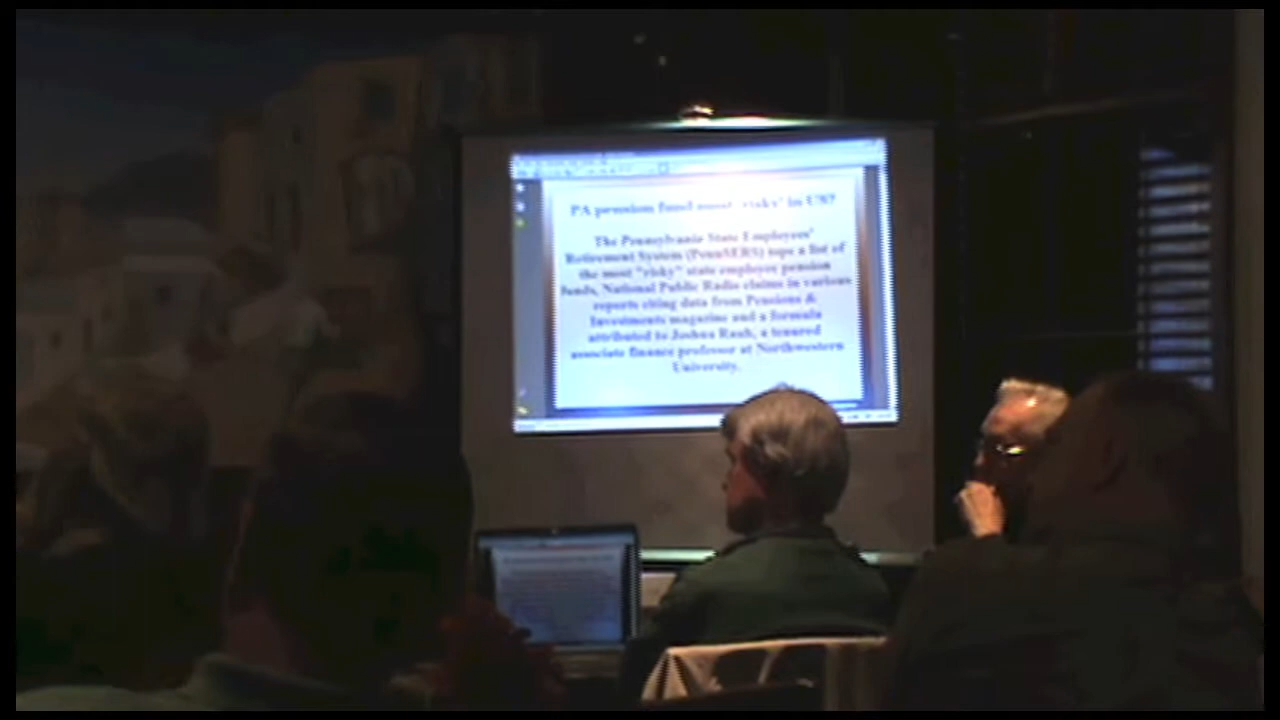 PA pension fund most 'risky' in US?
The Pennsylvania State Employees'
Retirement System (PennSERS) tops a list of
the most "risky" state employee pension
funds, National Public Radio claims in various
reports citing data from Pensions &
Investments magazine and a formula
attributed to Joshua Rauh, a tenured
associate finance professor at Northwestern
University.